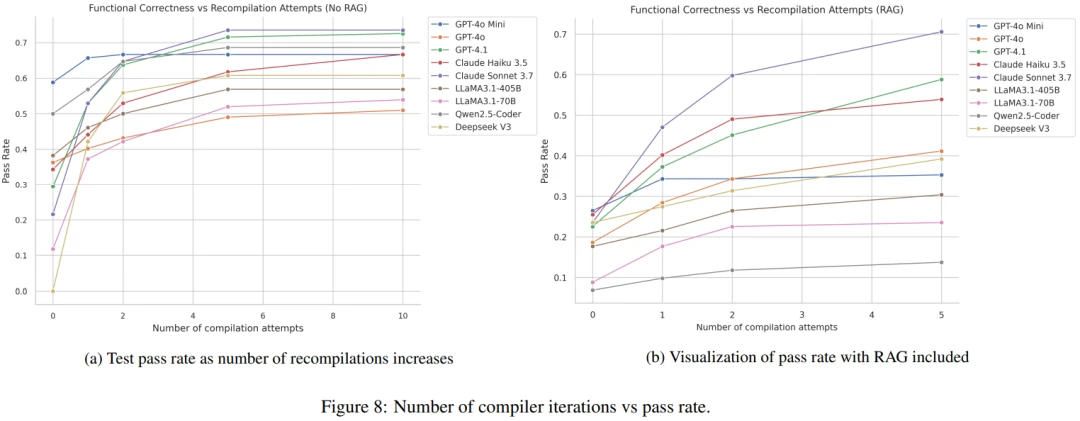 Functional Correctness vs Recompilation Attempts (No RAG)
Pass Rate
0.7
0.6
0.5
0.4
0.3
0.2
0.1
0.0
0
2
4
6
8
10
Number of compilation attempts
GPT-4o Mini
GPT-4o
GPT-4.1
Claude Haiku 3.5
Claude Sonnet 3.7
LLaMA3.1-405B
LLaMA3.1-70B
Qwen2.5-Coder
Deepseek V3
(a) Test pass rate as number of recompilations increases
Functional Correctness vs Recompilation Attempts (RAG)
Pass Rate
0.7
0.6
0.5
0.4
0.3
0.2
0.1
0
1
2
3
4
5
Number of compilation attempts
GPT-4o Mini
GPT-4o
GPT-4.1
Claude Haiku 3.5
Claude Sonnet 3.7
LLaMA3.1-405B
LLaMA3.1-70B
Qwen2.5-Coder
Deepseek V3
(b) Visualization of pass rate with RAG included
Figure 8: Number of compiler iterations vs pass rate.